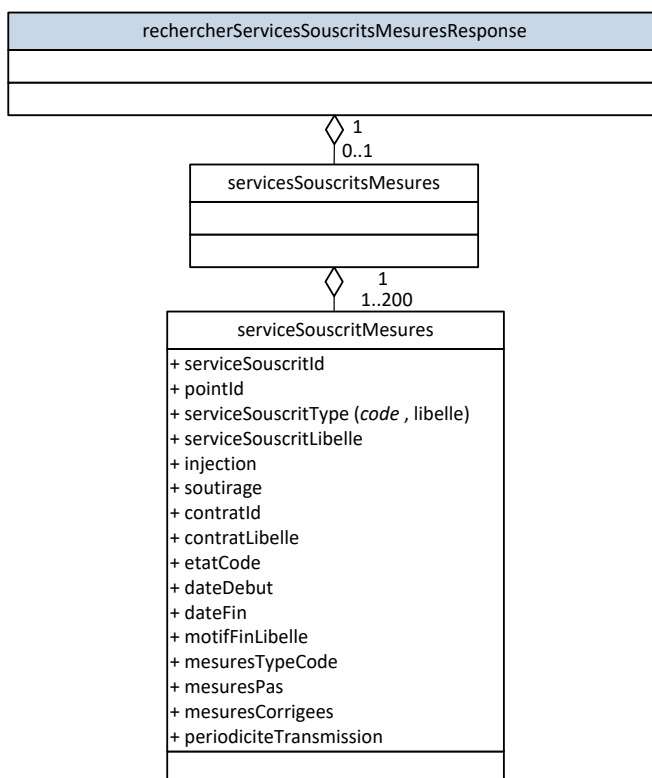 rechercherServicesSouscritsMesuresResponse
1
0..1
servicesSouscritsMesures
1
1..200
serviceSouscritMesures
+ serviceSouscritId
+ pointId
+ serviceSouscritType (code , libelle)
+ serviceSouscritLibelle
+ injection
+ soutirage
+ contratId
+ contratLibelle
+ etatCode
+ dateDebut
+ dateFin
+ motifFinLibelle
+ mesuresTypeCode
+ mesuresPas
+ mesuresCorrigees
+ periodiciteTransmission